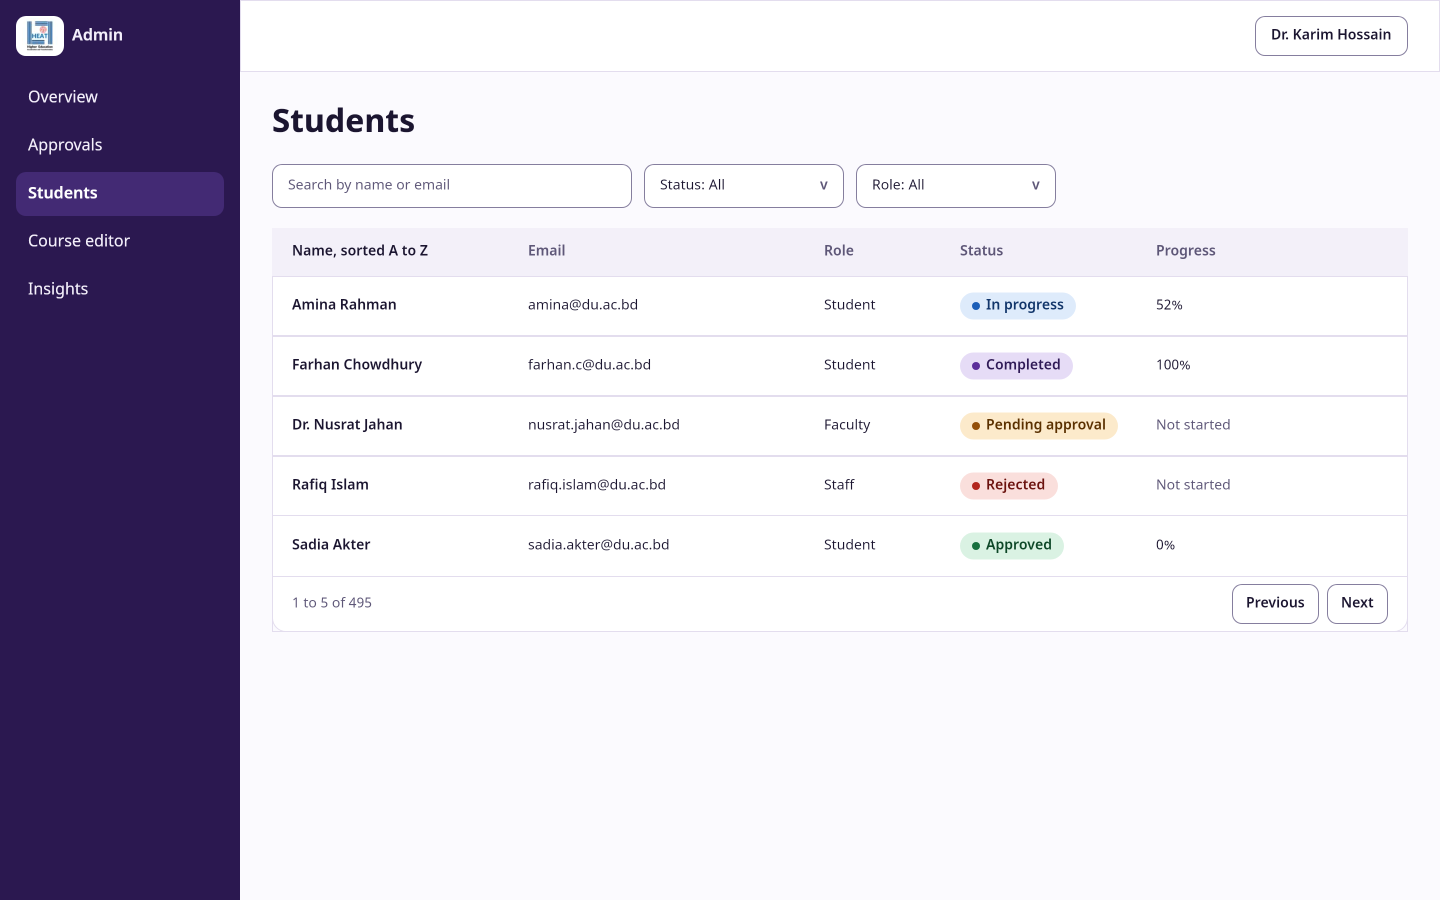 HEAT
Higher Education
Admin
Dr. Karim Hossain
Overview
Approvals
Students
Course editor
Insights
Students
Search by name or email
Status: All v
Role: All v
Name, sorted A to Z Email Role Status Progress
Amina Rahman amina@du.ac.bd Student In progress 52%
Farhan Chowdhury farhan.c@du.ac.bd Student Completed 100%
Dr. Nusrat Jahan nusrat.jahan@du.ac.bd Faculty Pending approval Not started
Rafiq Islam rafiq.islam@du.ac.bd Staff Rejected Not started
Sadia Akter sadia.akter@du.ac.bd Student Approved 0%
1 to 5 of 495 Previous Next